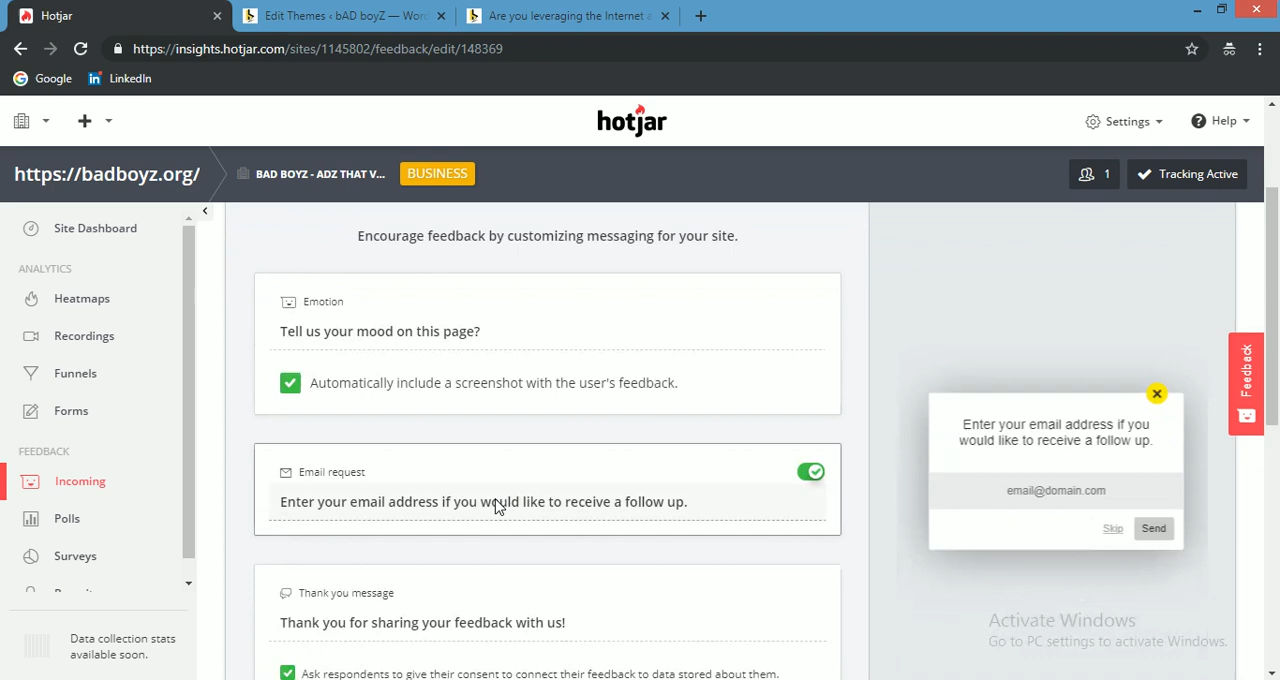 Hotjar
Edit Themes ‹ bAD boyZ — Word
Are you leveraging the Internet a
https://insights.hotjar.com/sites/1145802/feedback/edit/148369
Google
LinkedIn
hotjar
Settings
Help
https://badboyz.org/
BAD BOYZ - ADZ THAT V...
BUSINESS
1
Tracking Active
Site Dashboard
ANALYTICS
Heatmaps
Recordings
Funnels
Forms
FEEDBACK
Incoming
Polls
Surveys
Data collection stats
available soon.
Encourage feedback by customizing messaging for your site.
Emotion
Tell us your mood on this page?
Automatically include a screenshot with the user's feedback.
Email request
Enter your email address if you would like to receive a follow up.
Thank you message
Thank you for sharing your feedback with us!
Ask respondents to give their consent to connect their feedback to data stored about them.
Enter your email address if you
would like to receive a follow up.
email@domain.com
Skip
Send
Feedback
Activate Windows
Go to PC settings to activate Windows.